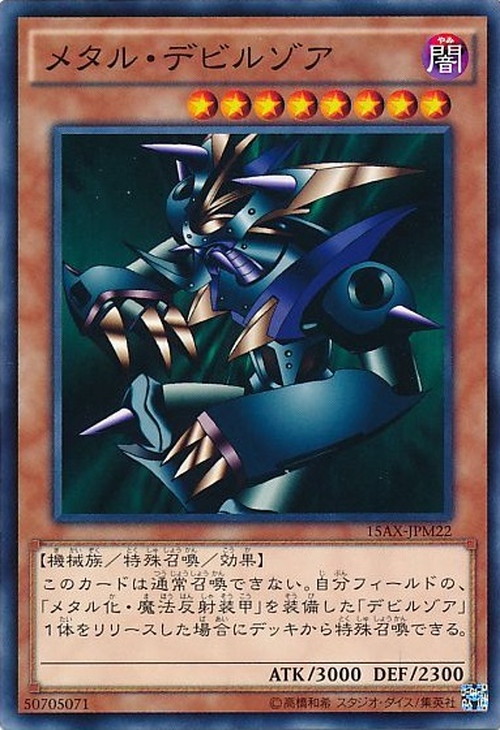 メタル・デビルゾア
やみ
闇
15AX-JPM22
【機械族／特殊召喚／効果】
このカードは通常召喚できない。自分フィールドの、
「メタル化・魔法反射装甲」を装備した「デビルゾア」
１体をリリースした場合にデッキから特殊召喚できる。
ATK/3000 DEF/2300
50705071
©高橋和希 スタジオ・ダイス/集英社